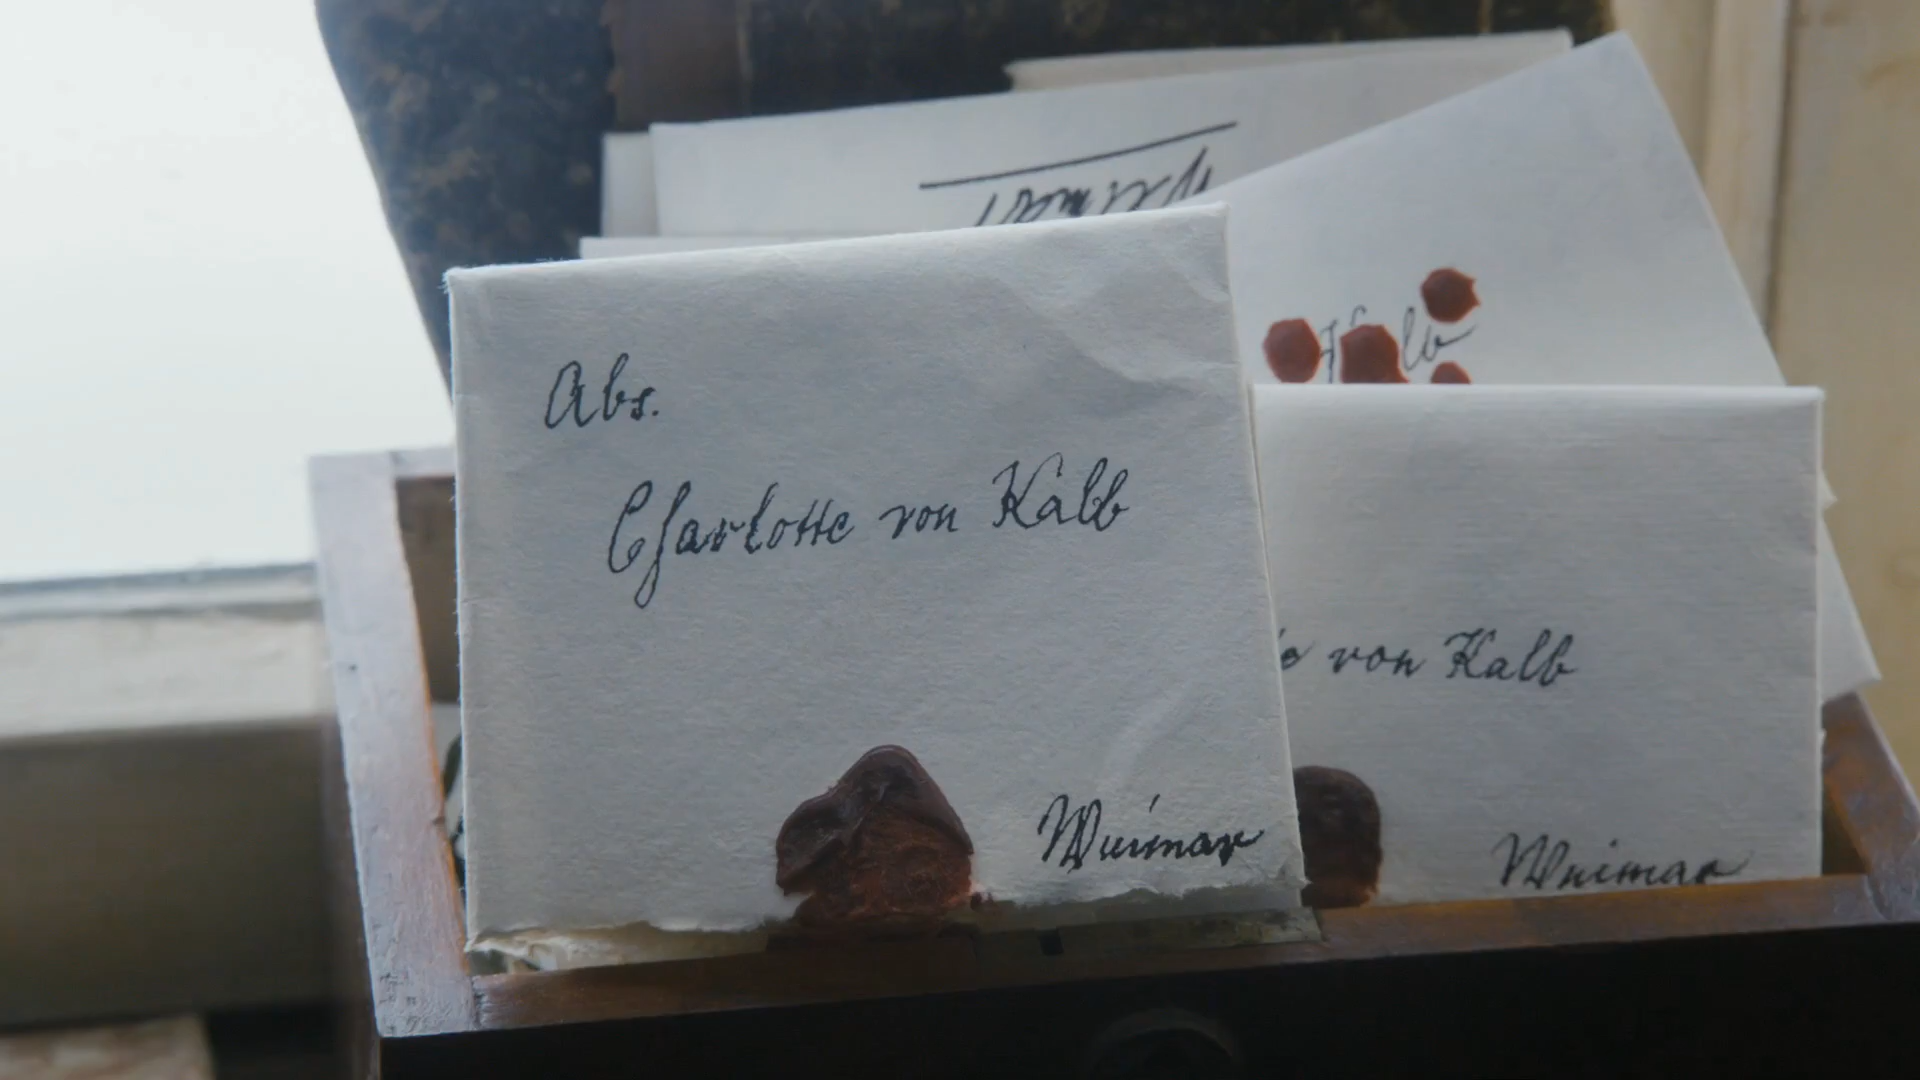 Abs.
Charlotte von Kalb
Weimar
von Kalb
Weimar